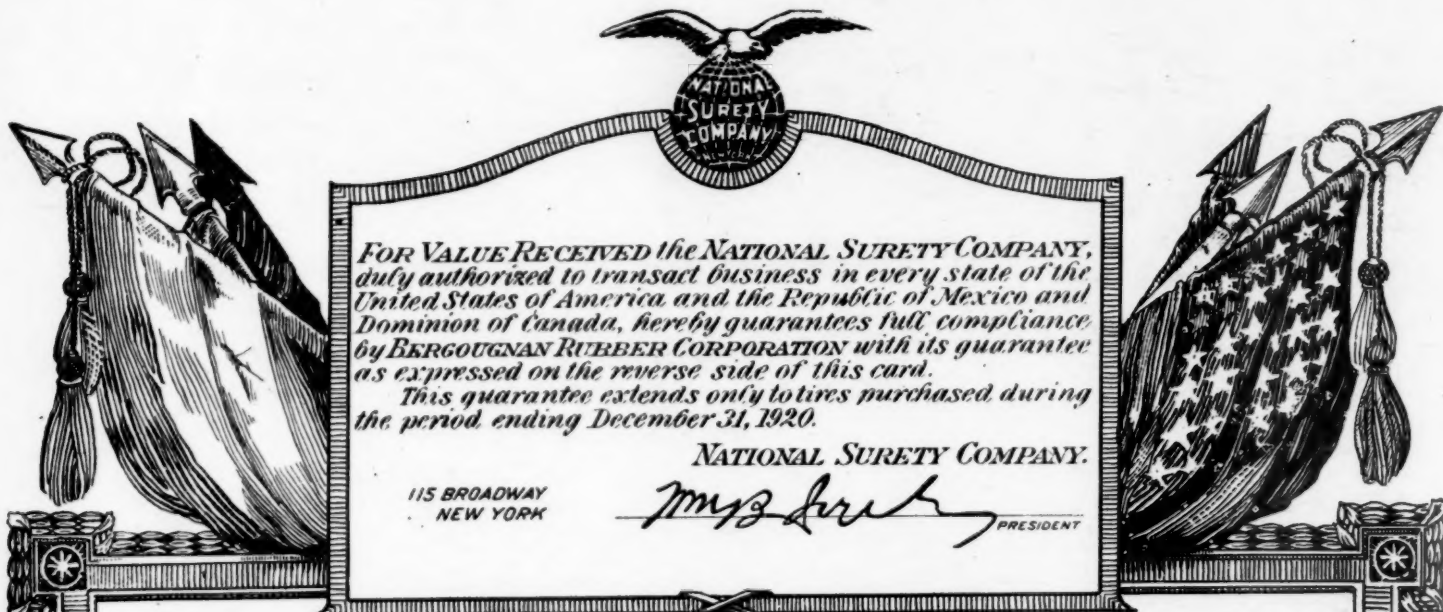 NATIONAL
SURETY
COMPANY
FOR VALUE RECEIVED the NATIONAL SURETY COMPANY,
duly authorized to transact business in every state of the
United States of America and the Republic of Mexico and
Dominion of Canada, hereby guarantees full compliance
by BERGOUGNAN RUBBER CORPORATION with its guarantee
as expressed on the reverse side of this card.
This guarantee extends only to tires purchased during
the period ending December 31, 1920.
NATIONAL SURETY COMPANY.
115 BROADWAY
NEW YORK
PRESIDENT